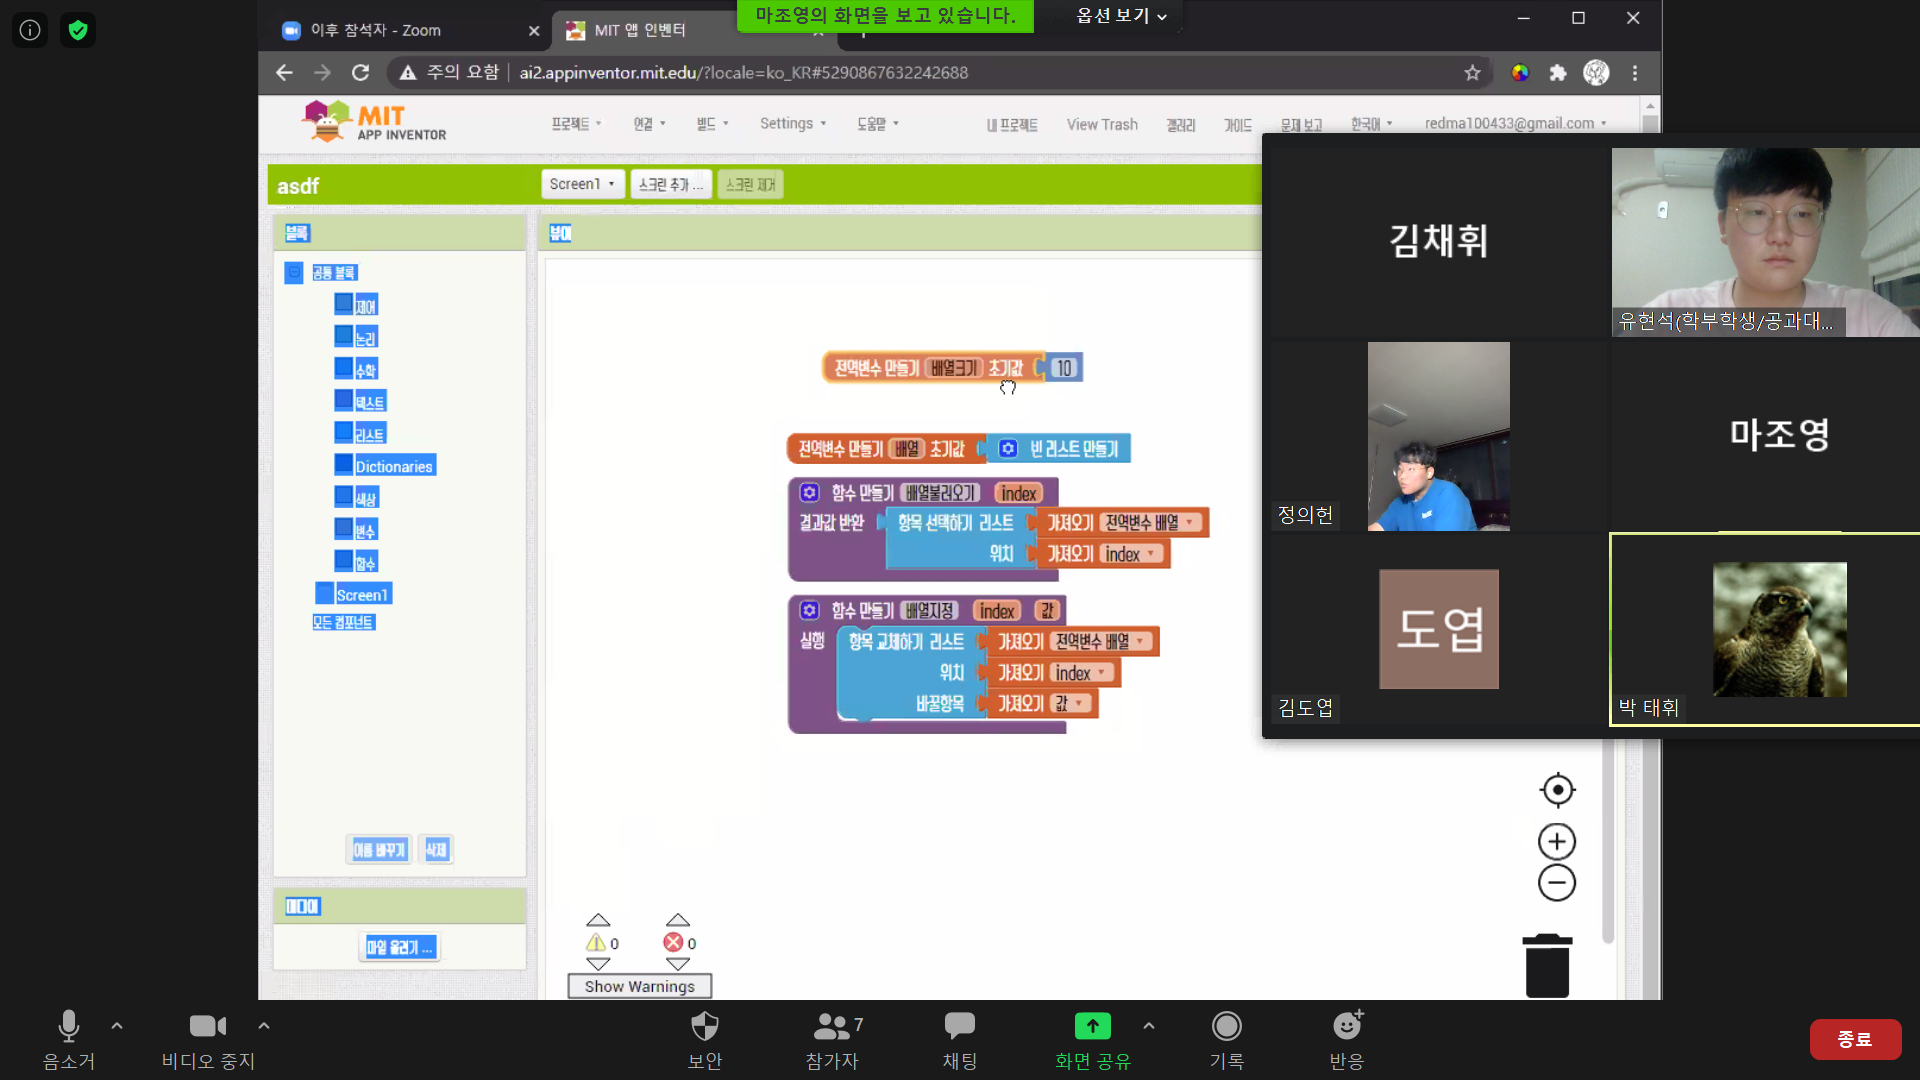 이후 참석자 - Zoom
MIT 앱 인벤터
마조영의 화면을 보고 있습니다.
옵션 보기
주의 요함
ai2.appinventor.mit.edu/?locale=ko_KR#5290867632242688
MIT
APP INVENTOR
프로젝트
연결
빌드
Settings
도움말
내 프로젝트
View Trash
갤러리
가이드
문제 보고
한국어
redma100433@gmail.com
asdf
Screen1
스크린 추가 ...
스크린 제거
블록
뷰어
공통 블록
제어
논리
수학
텍스트
리스트
Dictionaries
색상
변수
함수
Screen1
모든 컴포넌트
이름 바꾸기
삭제
미디어
파일 올리기 ...
전역변수 만들기 배열크기 초기값 10
전역변수 만들기 배열 초기값 빈 리스트 만들기
함수 만들기 배열불러오기 index
결과값 반환 항목 선택하기 리스트 가져오기 전역변수 배열
위치 가져오기 index
함수 만들기 배열지정 index 값
실행 항목 교체하기 리스트 가져오기 전역변수 배열
위치 가져오기 index
바꿀항목 가져오기 값
0
0
Show Warnings
김채휘
유현석(학부학생/공과대...
정의헌
마조영
도엽
김도엽
박 태휘
음소거
비디오 중지
보안
7
참가자
채팅
화면 공유
기록
반응
종료